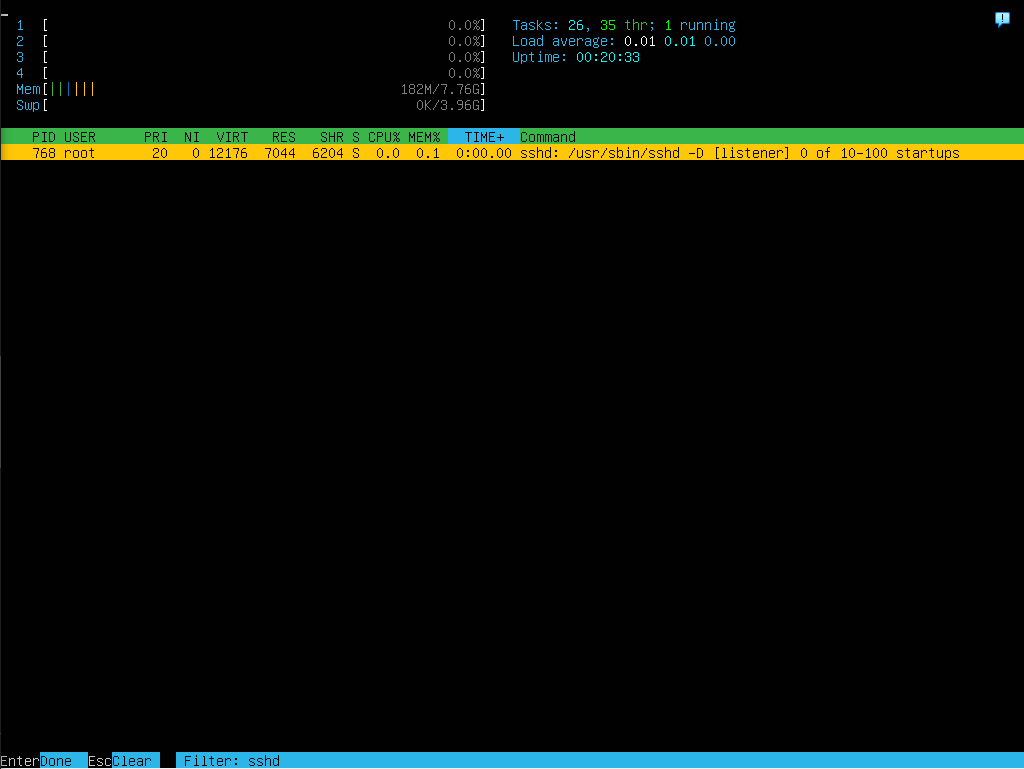 1 [ 0.0%] Tasks: 26, 35 thr; 1 running
2 [ 0.0%] Load average: 0.01 0.01 0.00
3 [ 0.0%] Uptime: 00:20:33
4 [ 0.0%]
Mem[|||||| 182M/7.76G]
Swp[ 0K/3.96G]
PID USER PRI NI VIRT RES SHR S CPU% MEM% TIME+ Command
768 root 20 0 12176 7044 6204 S 0.0 0.1 0:00.00 sshd: /usr/sbin/sshd -D [listener] 0 of 10-100 startups
EnterDone EscClear Filter: sshd